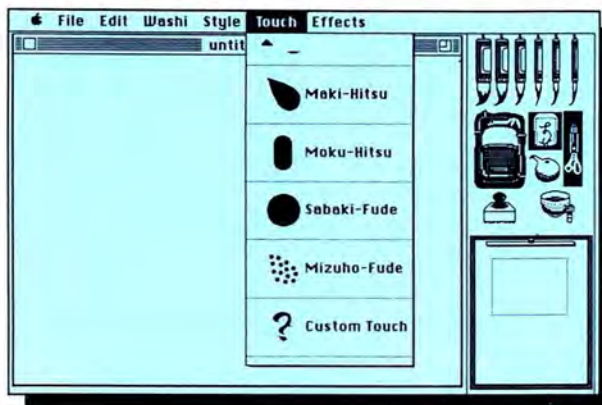 File Edit Washi Style Touch Effects
untit
Maki-Hitsu
Moku-Hitsu
Sabaki-Fude
Mizuho-Fude
? Custom Touch